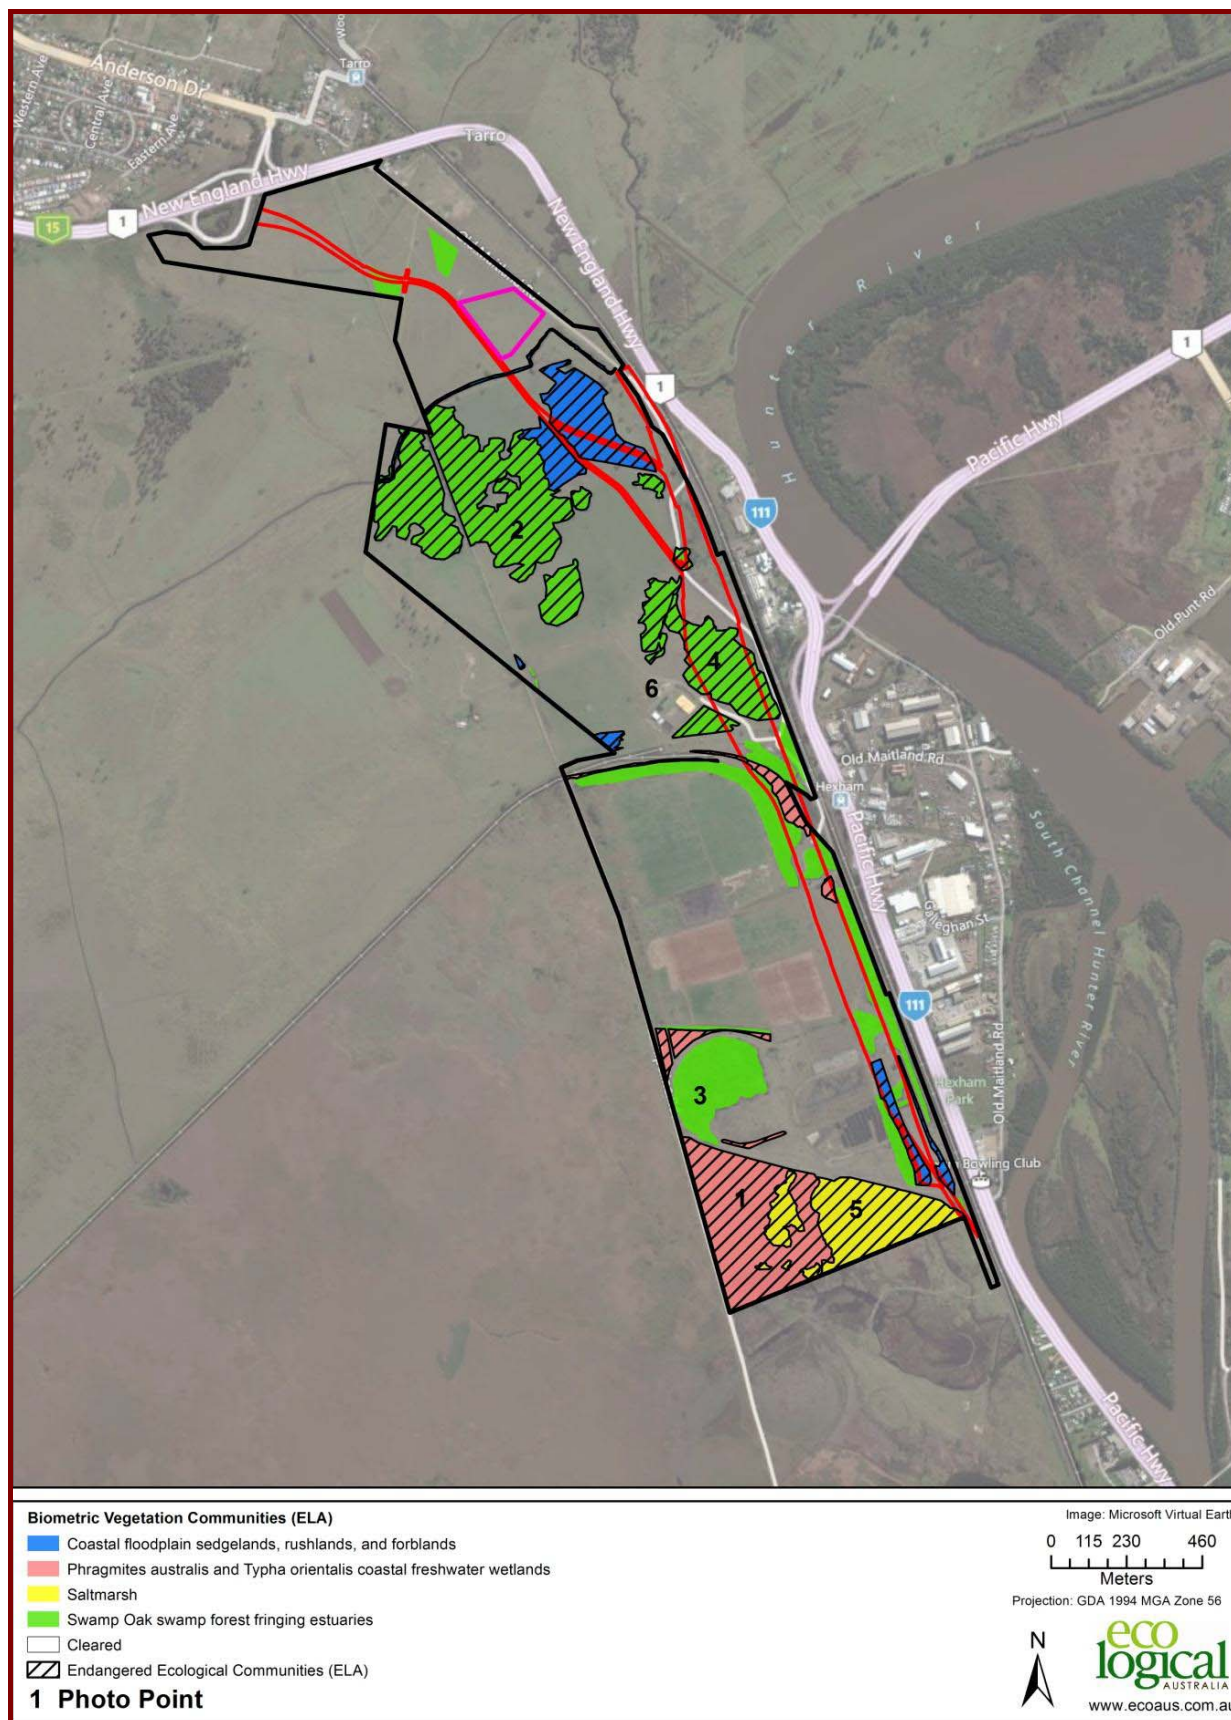 Woo
Tarro
Anderson Dr
Western Ave
Central Ave
Eastern Ave
Tarro
New England Hwy
15
1
New England Hwy
Hunter River
1
1
Pacific Hwy
111
Old Punt Rd
2
4
6
Old Maitland Rd
Hexham
Pacific Hwy
South Channel Hunter River
Galleghan St
111
Old Maitland Rd
Hexham
Park
3
Bowling Club
1
5
Pacific Hwy
Biometric Vegetation Communities (ELA)
Coastal floodplain sedgelands, rushlands, and forblands
Phragmites australis and Typha orientalis coastal freshwater wetlands
Saltmarsh
Swamp Oak swamp forest fringing estuaries
Cleared
Endangered Ecological Communities (ELA)
1 Photo Point
Image: Microsoft Virtual Earth
0 115 230 460
Meters
Projection: GDA 1994 MGA Zone 56
N
eco
logical
AUSTRALIA
www.ecoaus.com.au